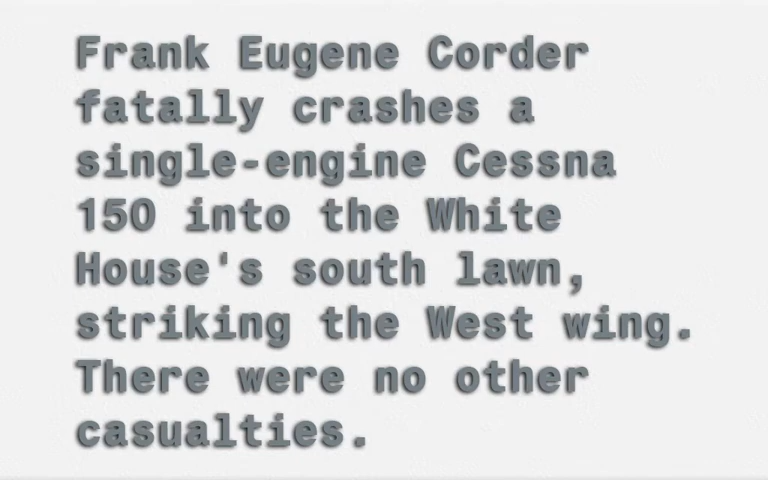 Frank Eugene Corder
fatally crashes a
single-engine Cessna
150 into the White
House's south lawn,
striking the West wing.
There were no other
casualties.